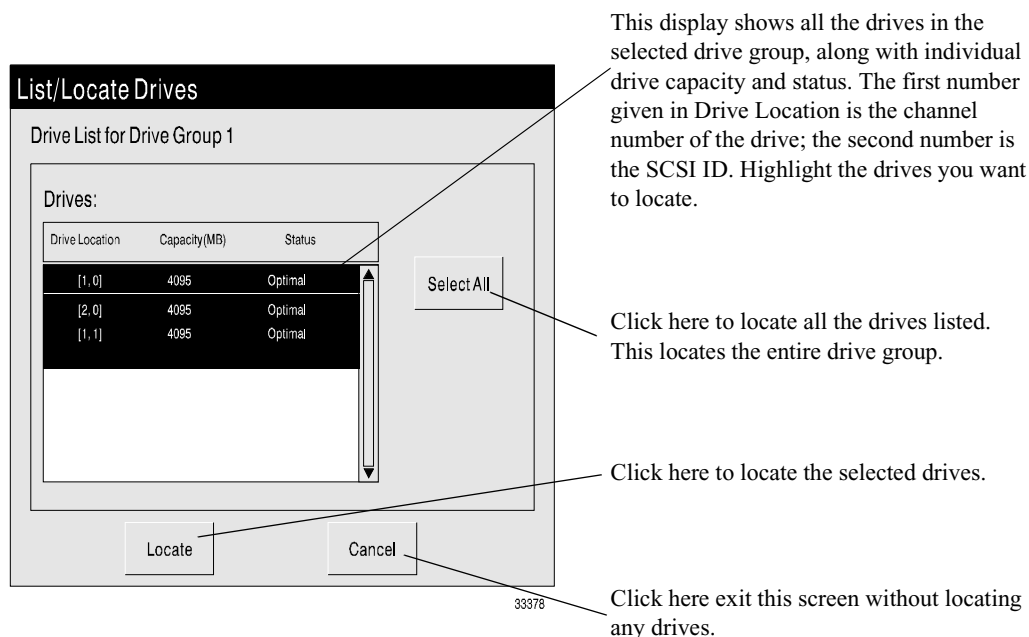 This display shows all the drives in the
selected drive group, along with individual
drive capacity and status. The first number
given in Drive Location is the channel
number of the drive; the second number is
the SCSI ID. Highlight the drives you want
to locate.
List/Locate Drives
Drive List for Drive Group 1
Drives:
Drive Location Capacity(MB) Status
[1, 0] 4095 Optimal
[2, 0] 4095 Optimal
[1, 1] 4095 Optimal
Select All
Click here to locate all the drives listed.
This locates the entire drive group.
Click here to locate the selected drives.
Locate
Cancel
33378
Click here exit this screen without locating
any drives.